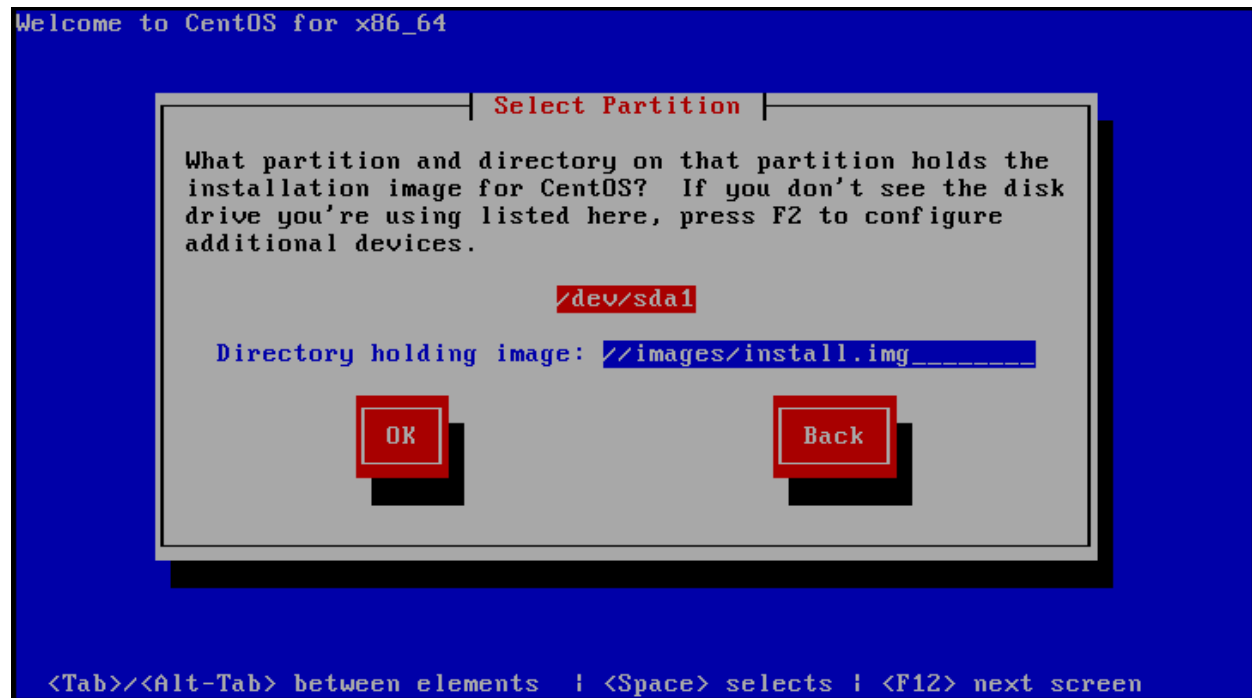 Welcome to CentOS for x86_64
Select Partition
What partition and directory on that partition holds the
installation image for CentOS?  If you don't see the disk
drive you're using listed here, press F2 to configure
additional devices.
/dev/sda1
Directory holding image: //images/install.img________
OK Back
<Tab>/<Alt-Tab> between elements  | <Space> selects | <F12> next screen